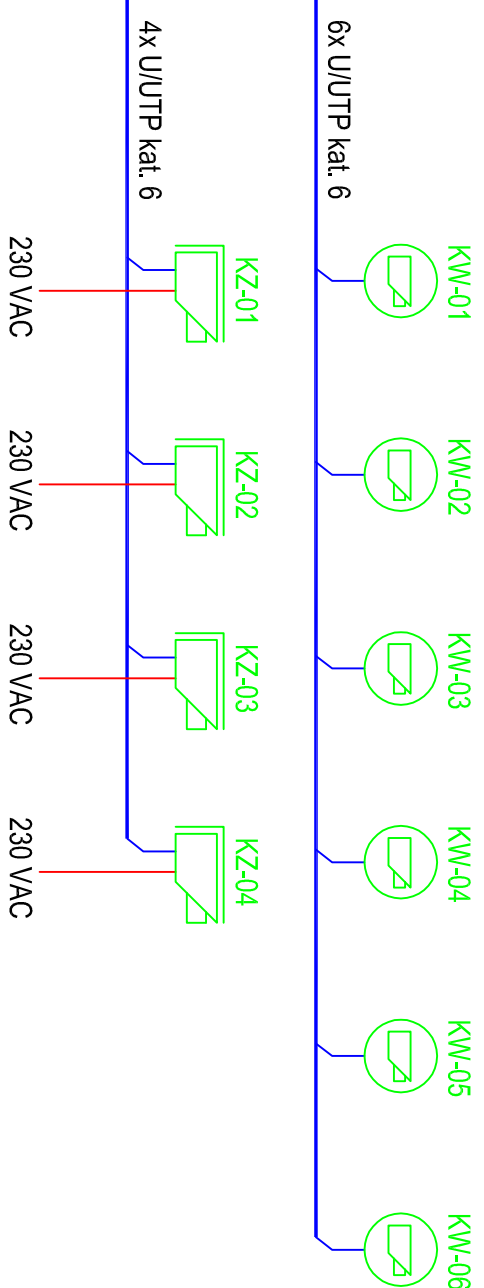 KW-01
KW-02
KW-03
KW-04
KW-05
KW-06
6x U/UTP kat. 6
KZ-01
KZ-02
KZ-03
KZ-04
4x U/UTP kat. 6
230 VAC
230 VAC
230 VAC
230 VAC